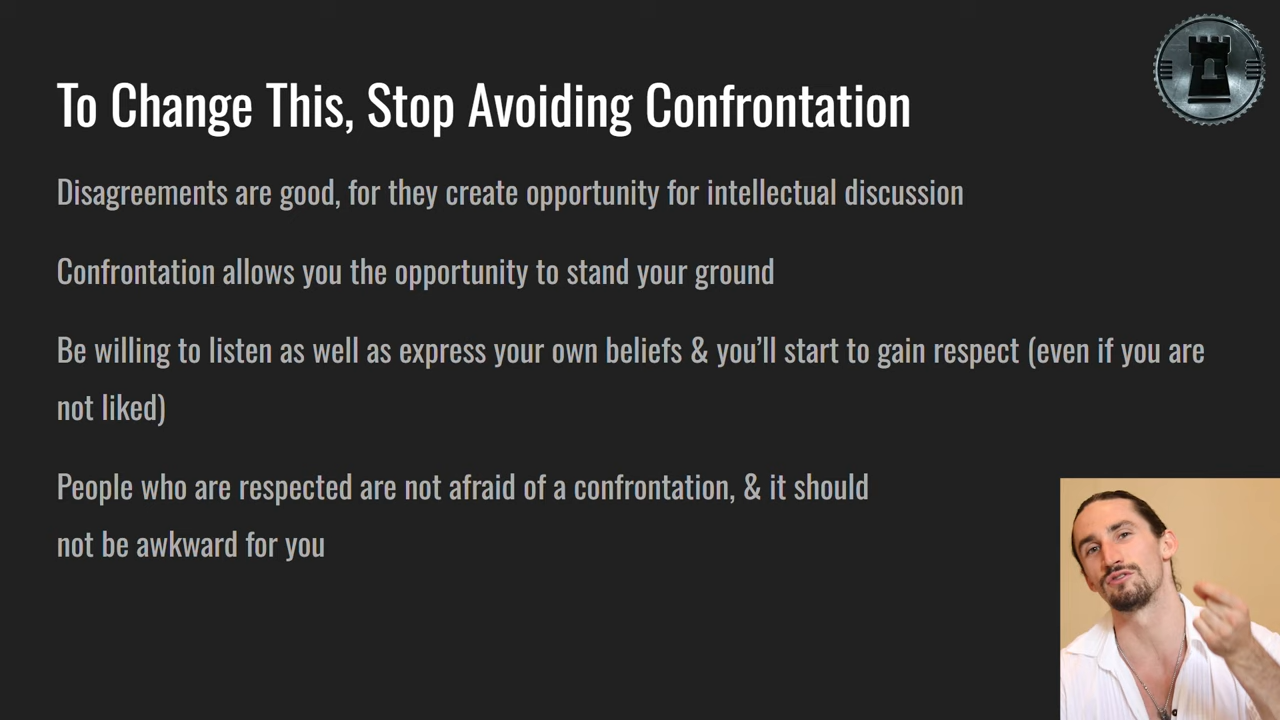 To Change This, Stop Avoiding Confrontation
Disagreements are good, for they create opportunity for intellectual discussion
Confrontation allows you the opportunity to stand your ground
Be willing to listen as well as express your own beliefs & you’ll start to gain respect (even if you are
not liked)
People who are respected are not afraid of a confrontation, & it should
not be awkward for you